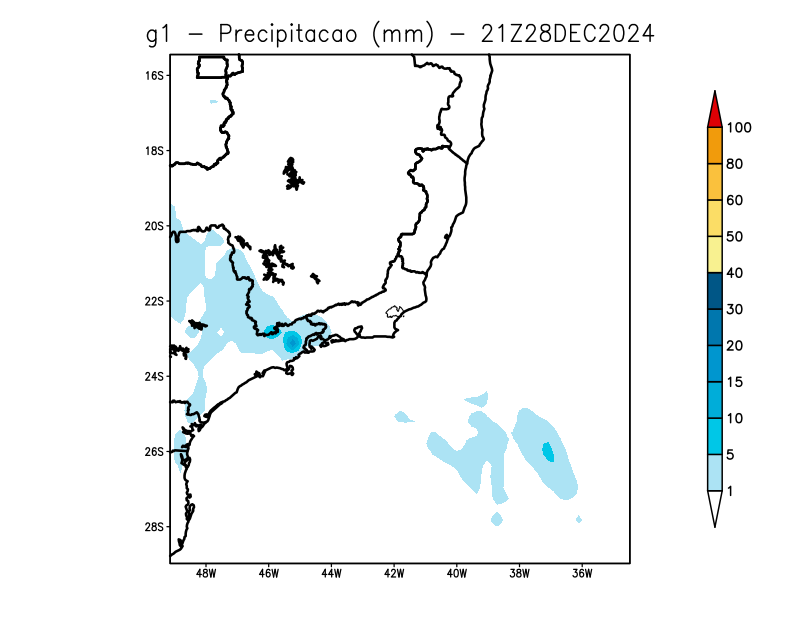 g1 – Precipitacao (mm) – 21Z28DEC2024
16S
18S
20S
22S
24S
26S
28S
48W 46W 44W 42W 40W 38W 36W
100
80
60
50
40
30
20
15
10
5
1